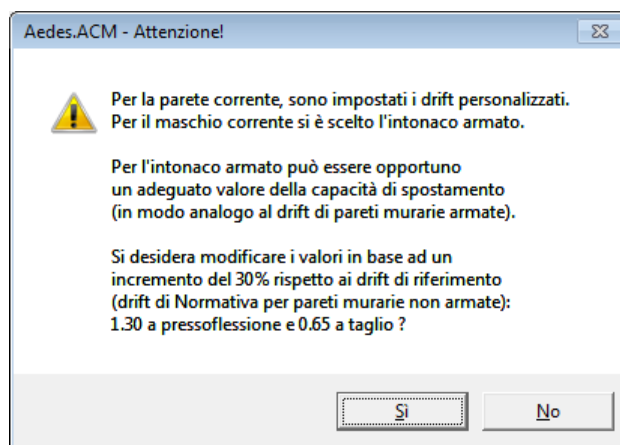 Aedes.ACM - Attenzione!
Per la parete corrente, sono impostati i drift personalizzati.
Per il maschio corrente si è scelto l'intonaco armato.
Per l'intonaco armato può essere opportuno
un adeguato valore della capacità di spostamento
(in modo analogo al drift di pareti murarie armate).
Si desidera modificare i valori in base ad un
incremento del 30% rispetto ai drift di riferimento
(drift di Normativa per pareti murarie non armate):
1.30 a pressoflessione e 0.65 a taglio ?
Sì
No